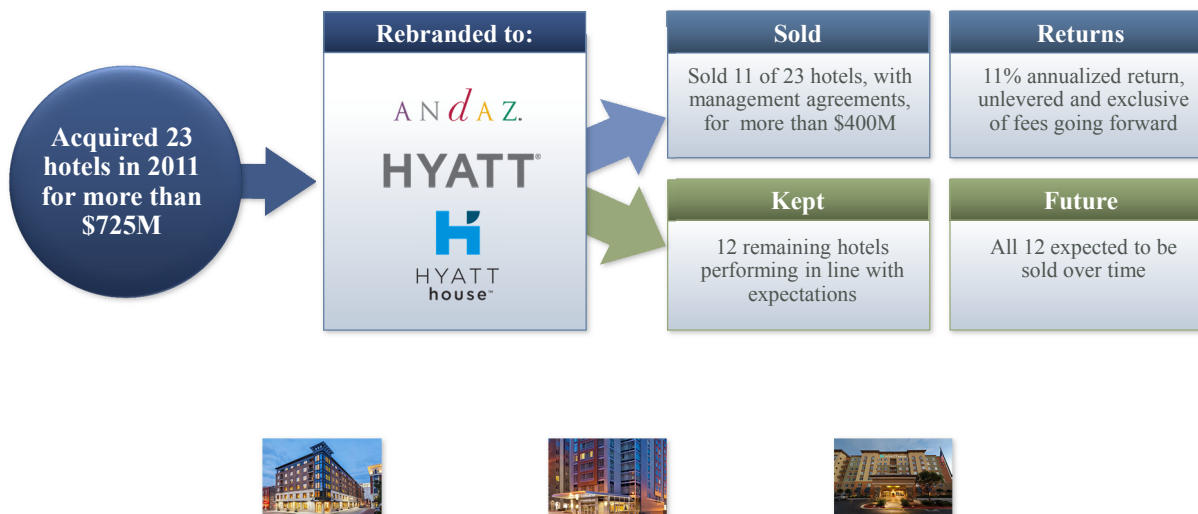 Acquired 23
hotels in 2011
for more than
$725M
Rebranded to:
ANdAZ.
HYATT®
H
HYATT
house™
Sold
Sold 11 of 23 hotels, with
management agreements,
for more than $400M
Returns
11% annualized return,
unlevered and exclusive
of fees going forward
Kept
12 remaining hotels
performing in line with
expectations
Future
All 12 expected to be
sold over time